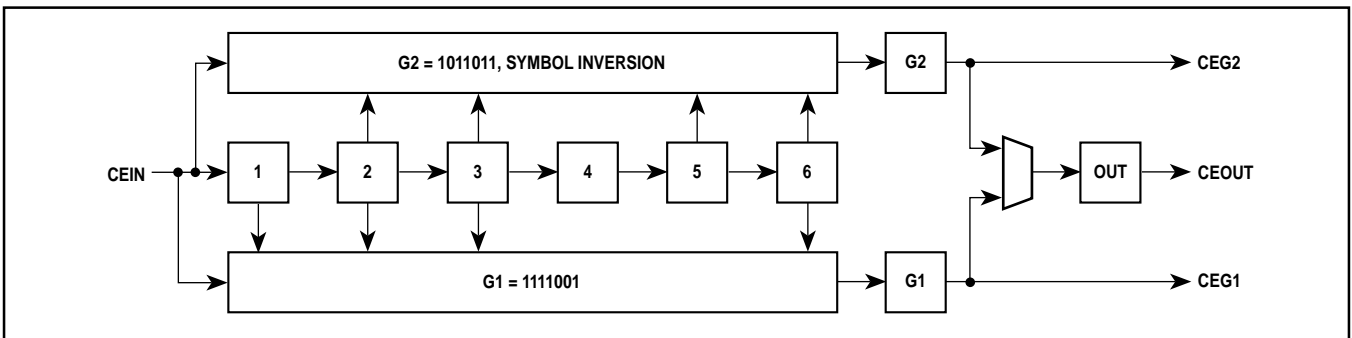 G2 = 1011011, SYMBOL INVERSION
G2
CEG2
CEIN
1
2
3
4
5
6
OUT
CEOUT
G1 = 1111001
G1
CEG1